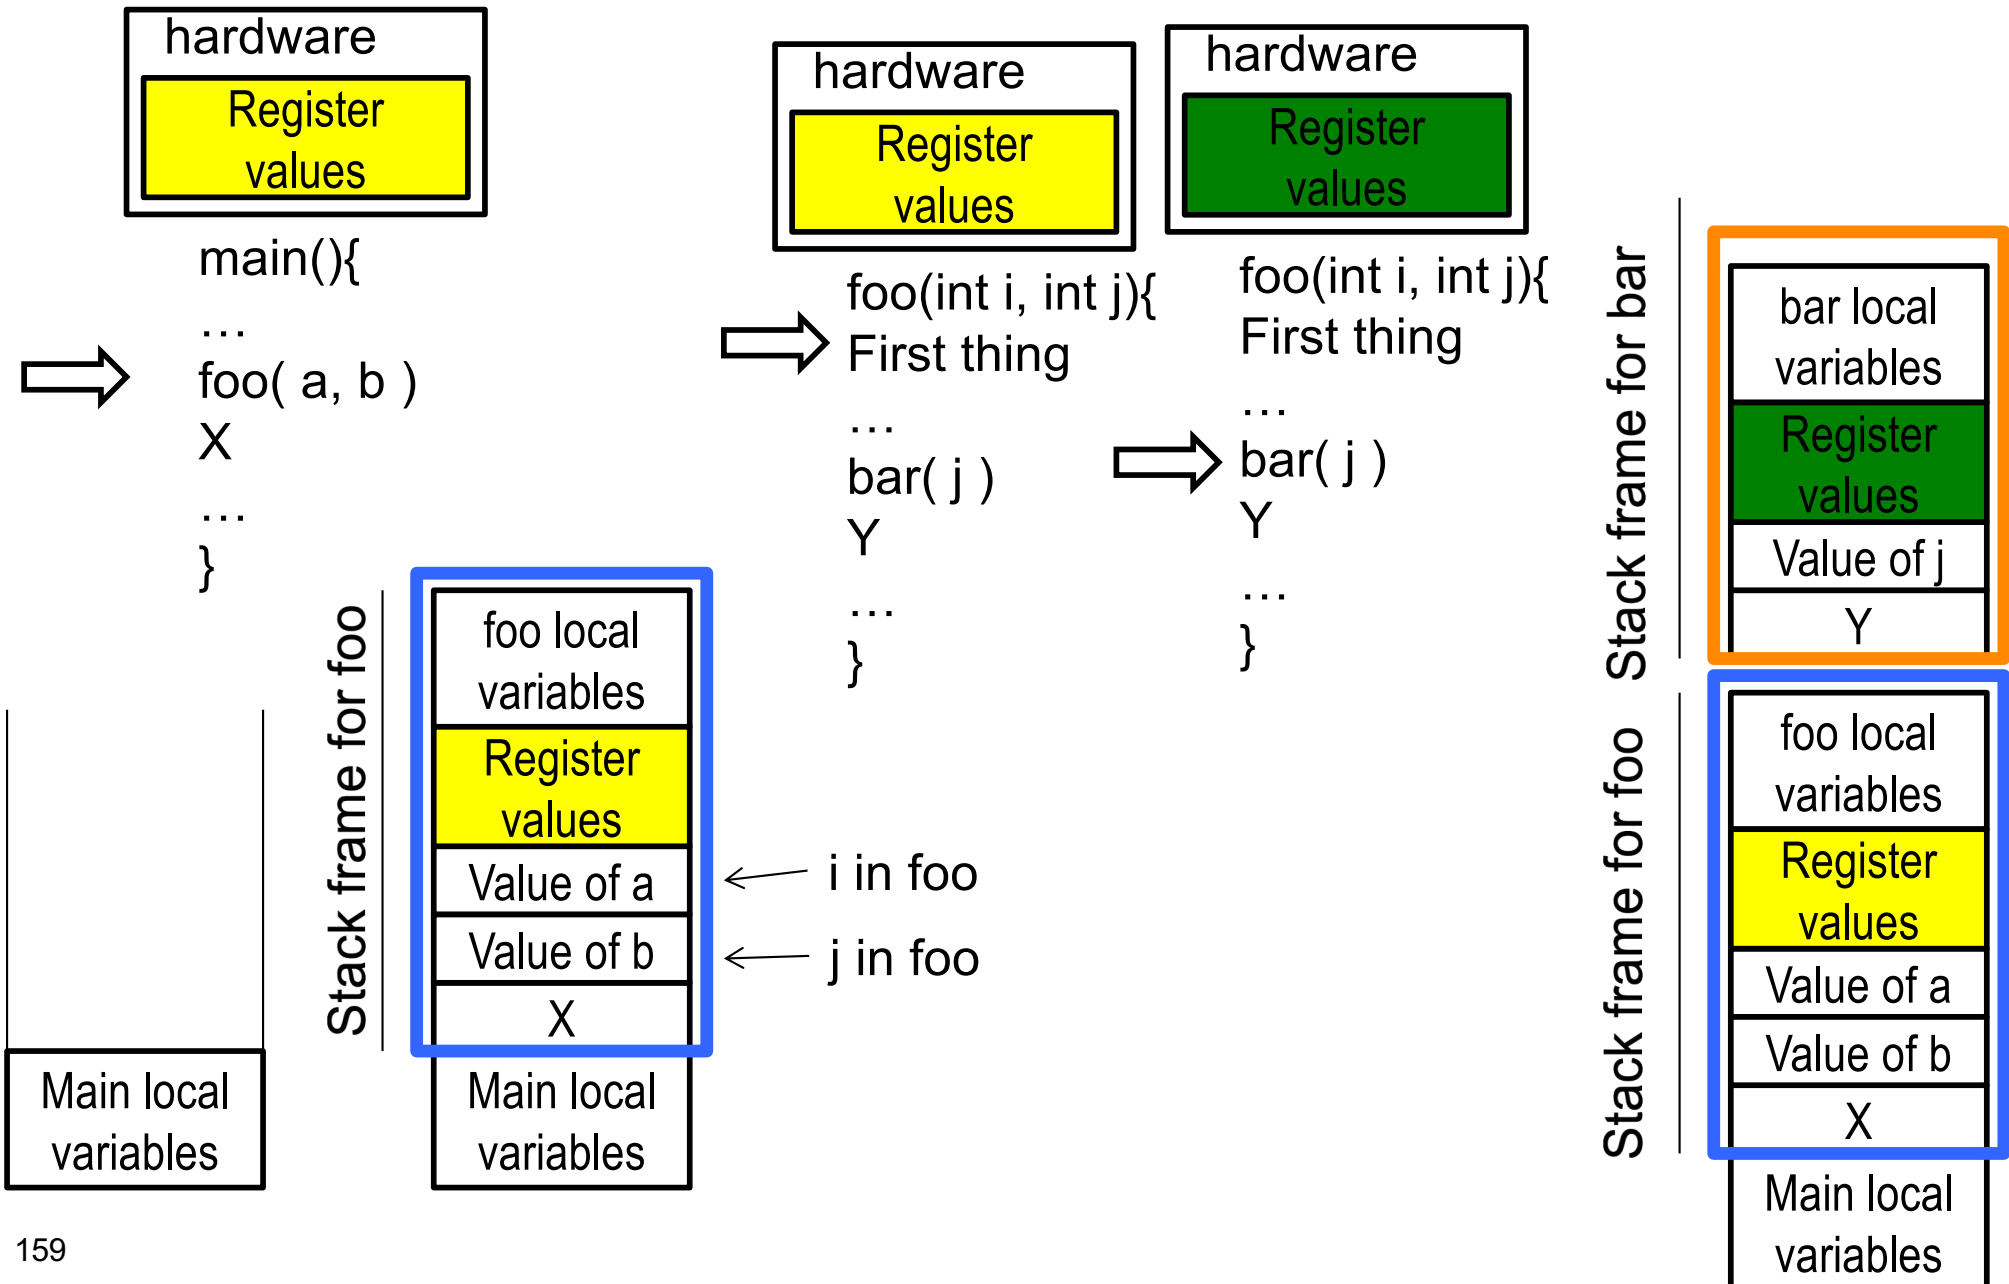 hardware
Register
values
main(){
…
foo( a, b )
X
…
}
Main local
variables
Stack frame for foo
foo local
variables
Register
values
Value of a
Value of b
X
Main local
variables
i in foo
j in foo
hardware
Register
values
foo(int i, int j){
First thing
…
bar( j )
Y
…
}
hardware
Register
values
foo(int i, int j){
First thing
…
bar( j )
Y
…
}
Stack frame for bar
bar local
variables
Register
values
Value of j
Y
Stack frame for foo
foo local
variables
Register
values
Value of a
Value of b
X
Main local
variables
159